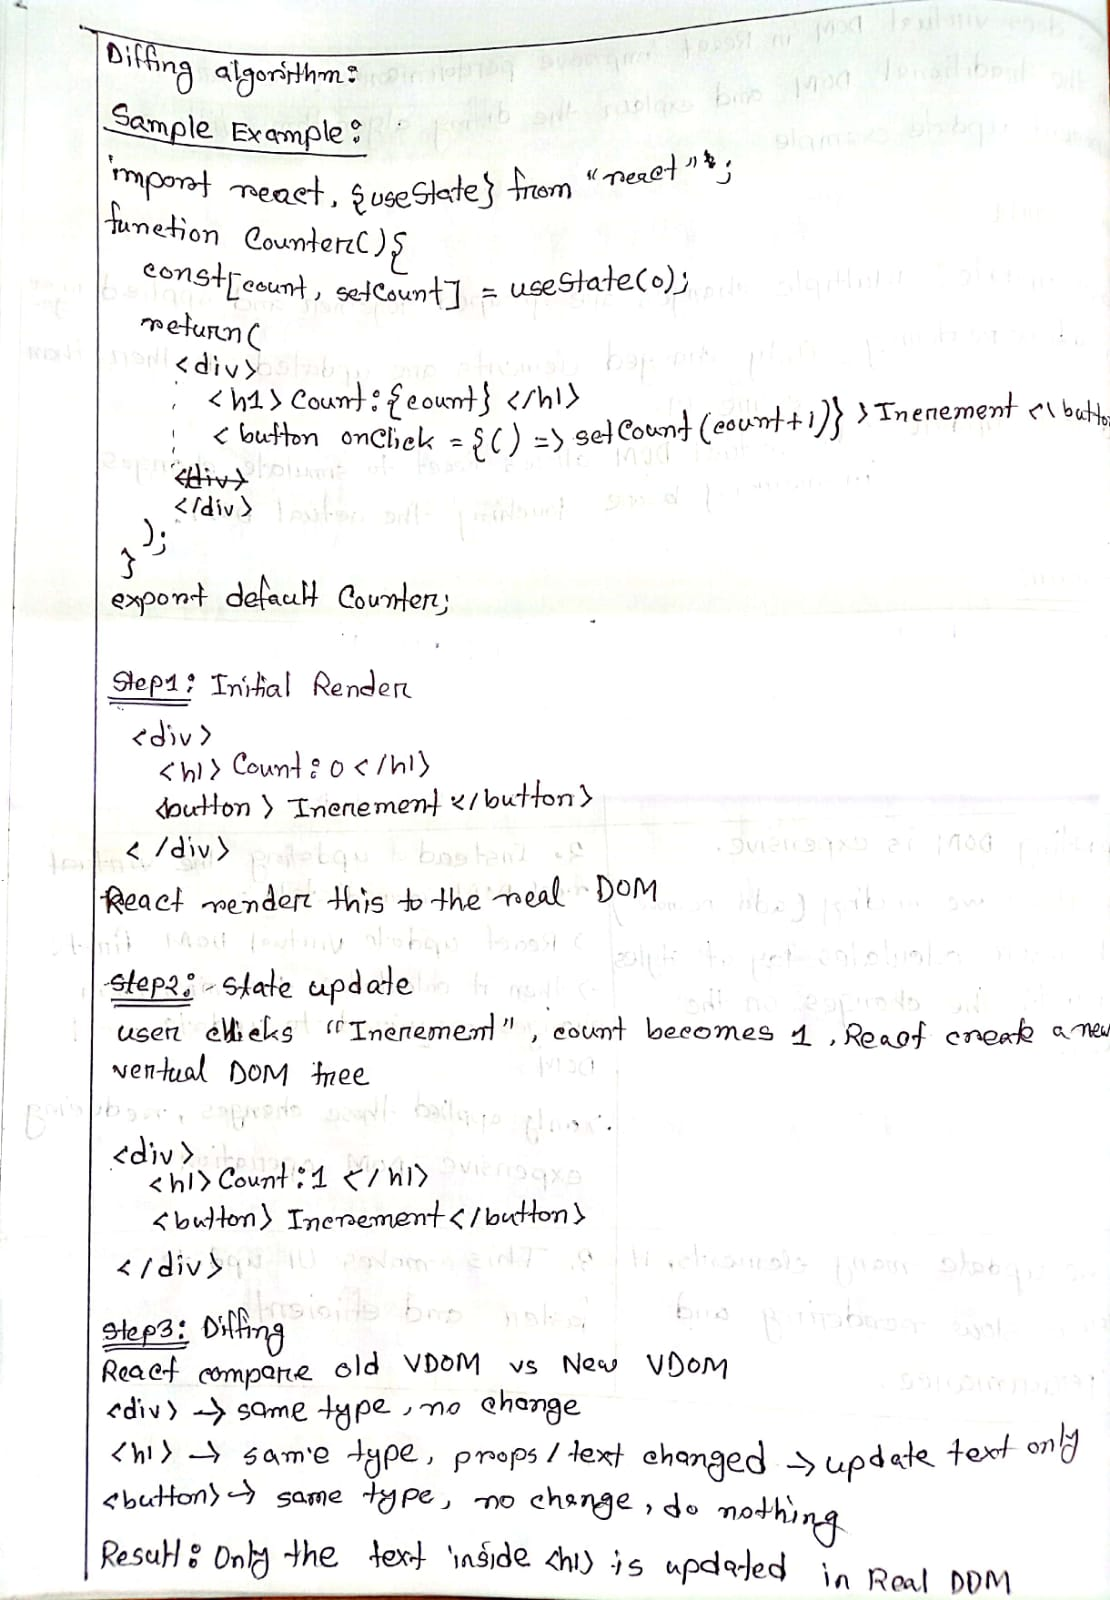 Diffing algorithm:
Sample Example:
import react, {useState} from "react";
function Counter(){
const[count, setCount] = useState(0);
return(
<div>
<h1> Count: {count} </h1>
<button onClick = {() => setCount(count+1)} > Increment <\button
<div>
</div>
);
}
export default Counter;
Step1: Initial Render
<div>
<h1> Count: 0 </h1>
<button> Increment </button>
</div>
React render this to the real DOM
Step2: - State update
user clicks "Increment", count becomes 1, React create a new
vertual DOM tree
<div>
<h1> Count: 1 </h1>
<button> Increment </button>
</div>
Step3: Diffing
React compare old VDOM vs New VDOM
<div> → same type, no change
<h1> → same type, props / text changed → update text only
<button> → same type, no change, do nothing
Result: Only the text inside <h1> is updated in Real DOM